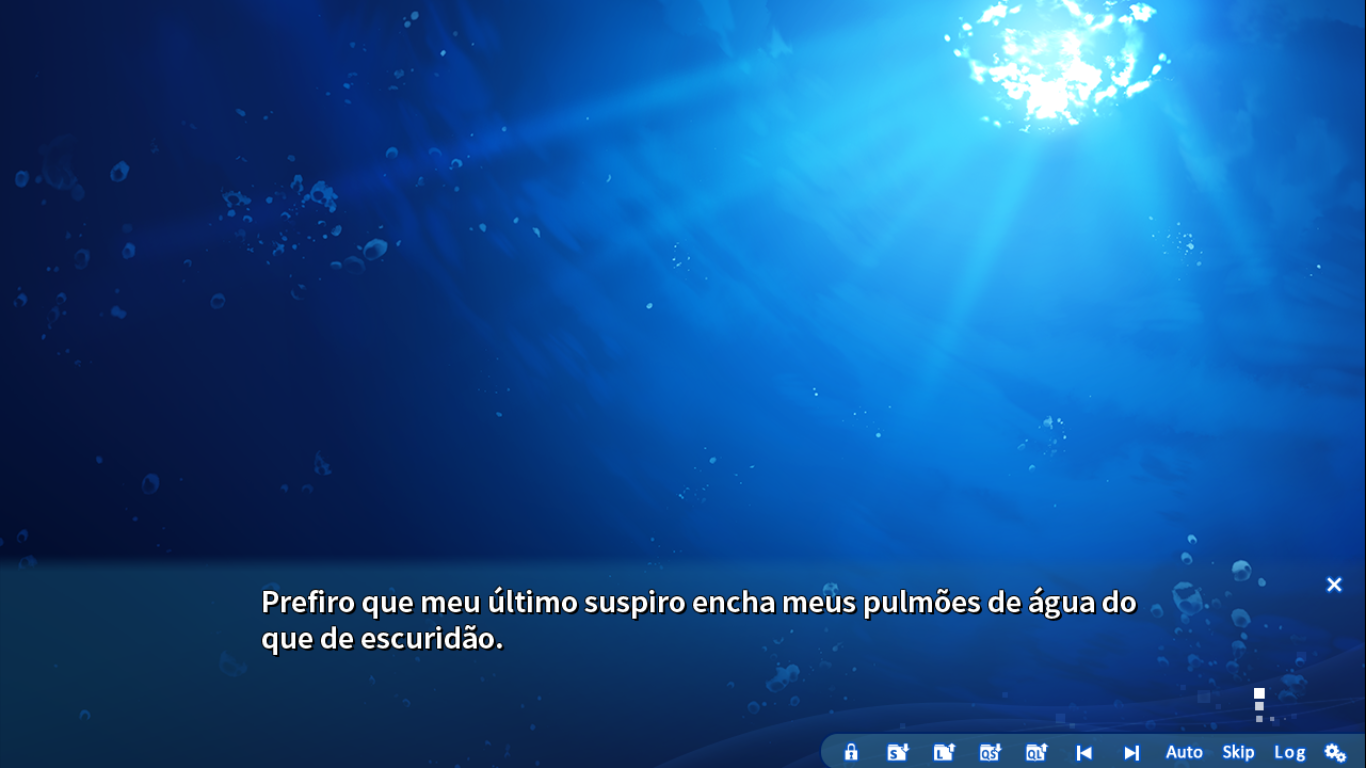 Prefiro que meu último suspiro encha meus pulmões de água do
que de escuridão.
S L QS QL Auto Skip Log